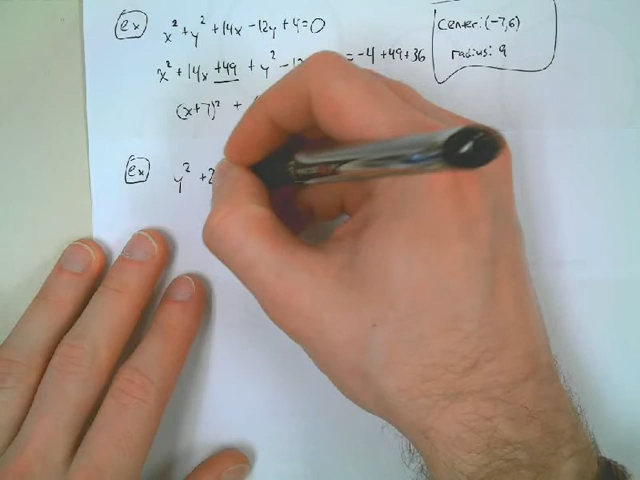 ex x² + y² + 14x - 12y + 4 = 0
x² + 14x + 49 + y² - 12 = -4 + 49 + 36
(x+7)² +
center: (-7,6)
radius: 9
ex y² + 2